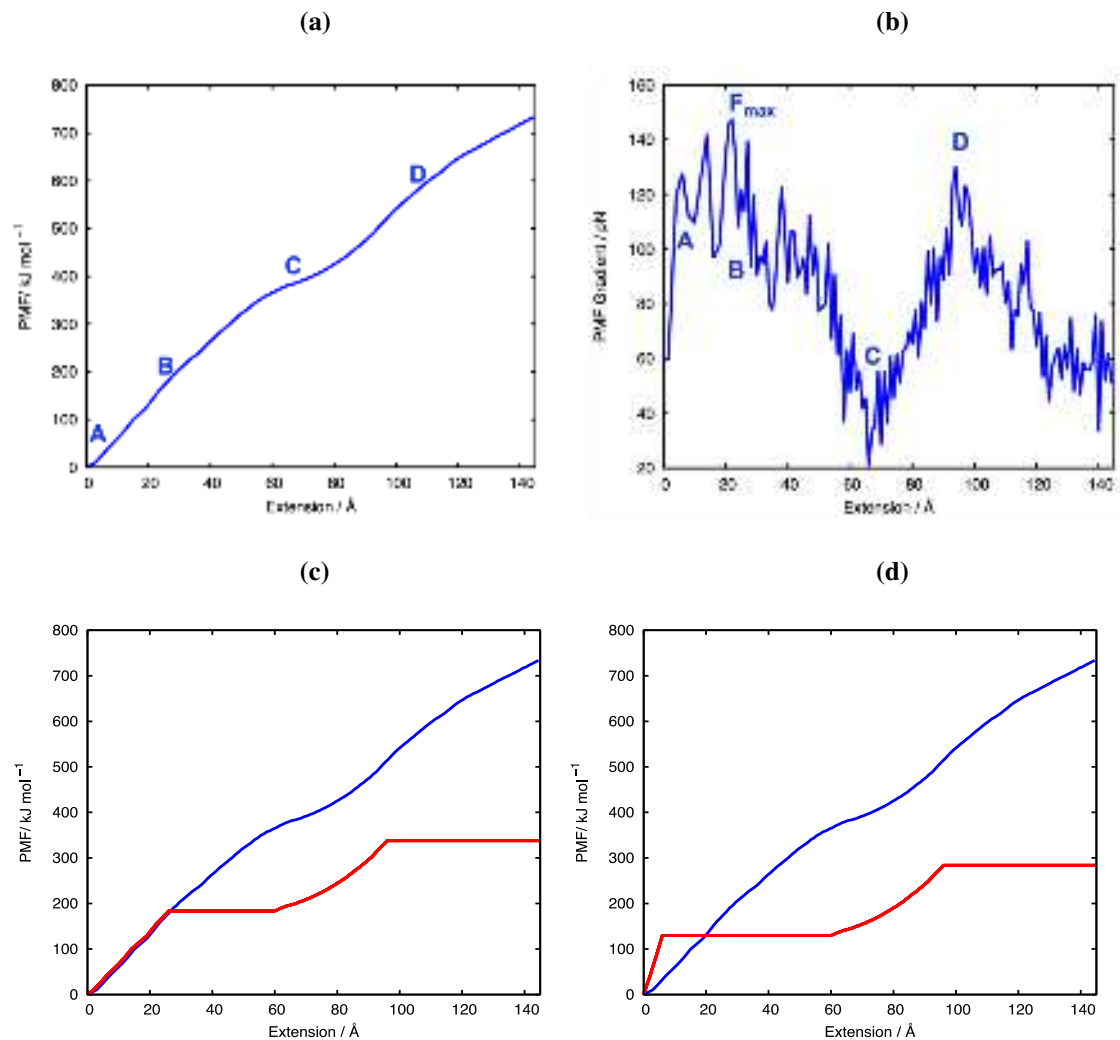 (a)
800
700
600
500
400
300
200
100
0
PMF/ kJ mol⁻¹
A
B
C
D
0 20 40 60 80 100 120 140
Extension / Å
(b)
160
140
120
100
80
60
40
20
PMF Gradient / pN
A
Fmax
B
C
D
0 20 40 60 80 100 120 140
Extension / Å
(c)
800
700
600
500
400
300
200
100
0
PMF/ kJ mol⁻¹
0 20 40 60 80 100 120 140
Extension / Å
(d)
800
700
600
500
400
300
200
100
0
PMF/ kJ mol⁻¹
0 20 40 60 80 100 120 140
Extension / Å